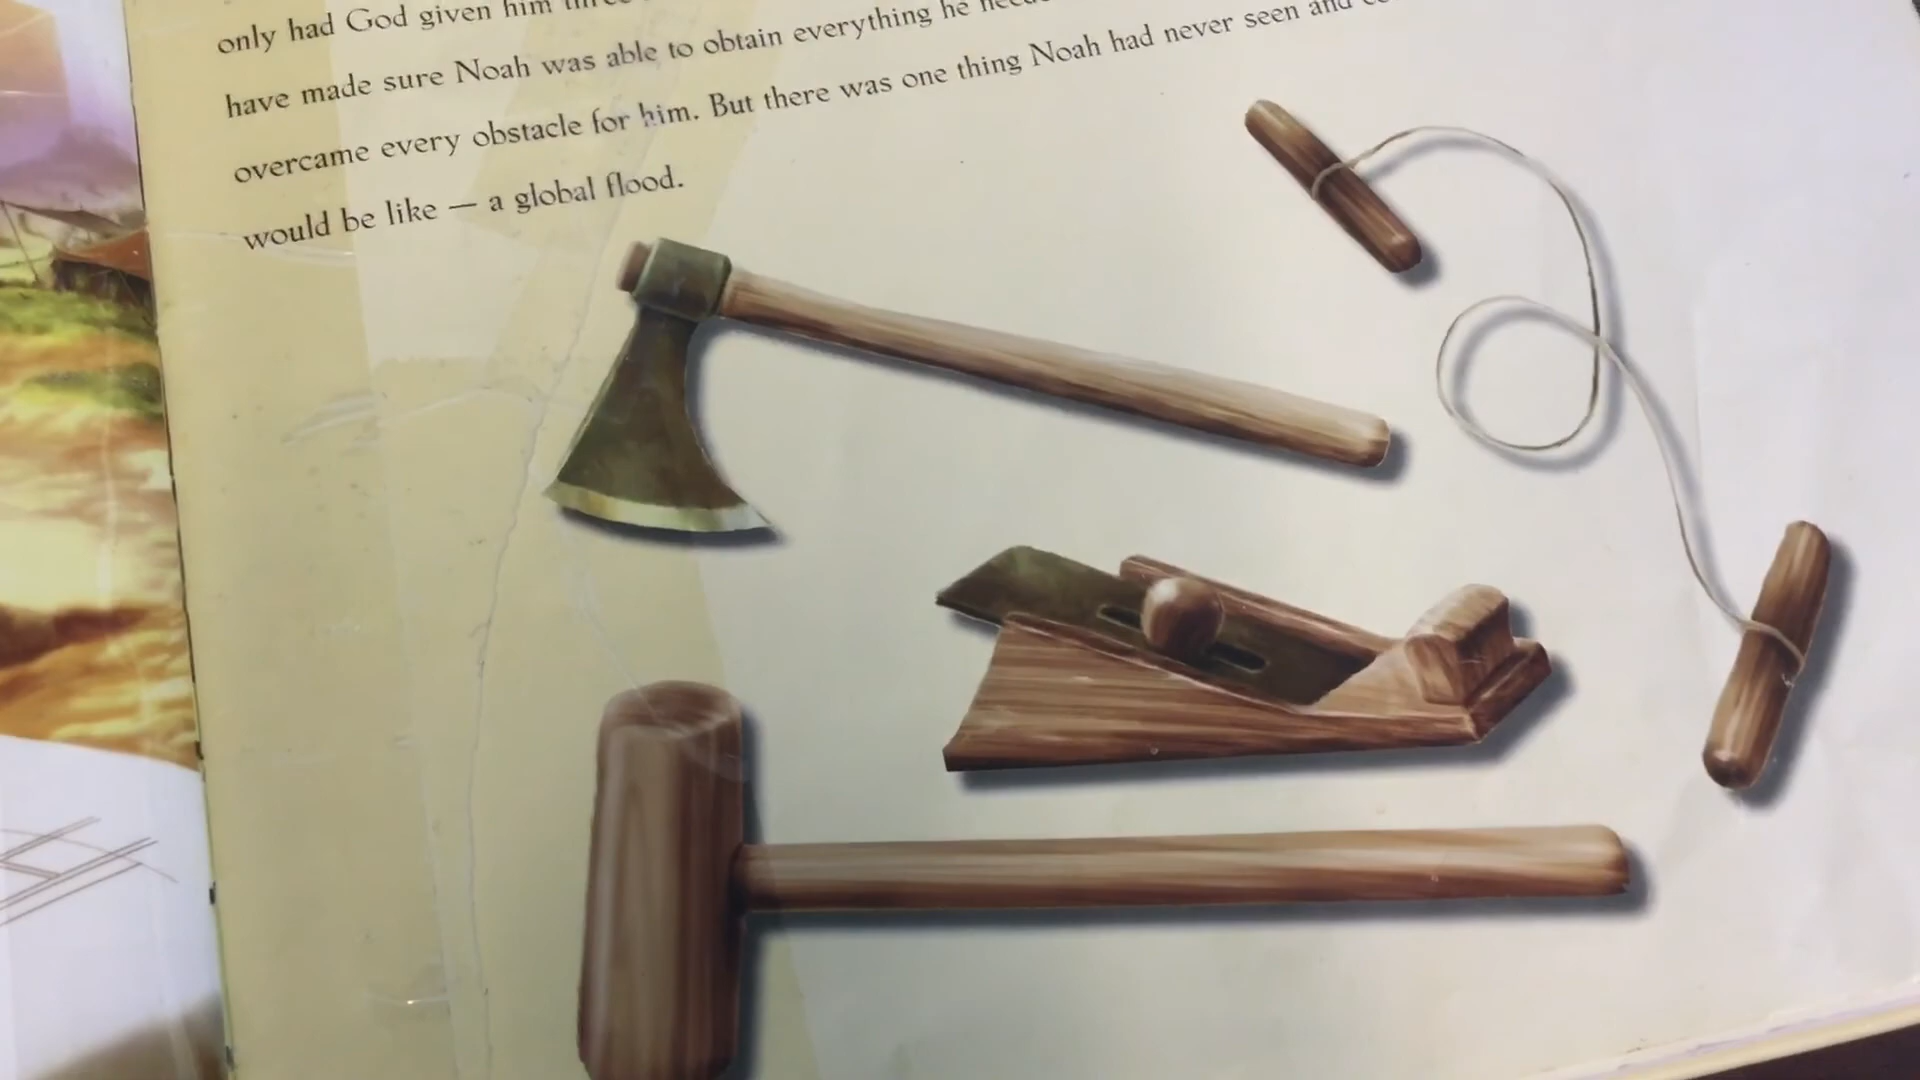 only had God given him
have made sure Noah was able to obtain everything he
overcame every obstacle for him. But there was one thing Noah had never seen and
would be like — a global flood.